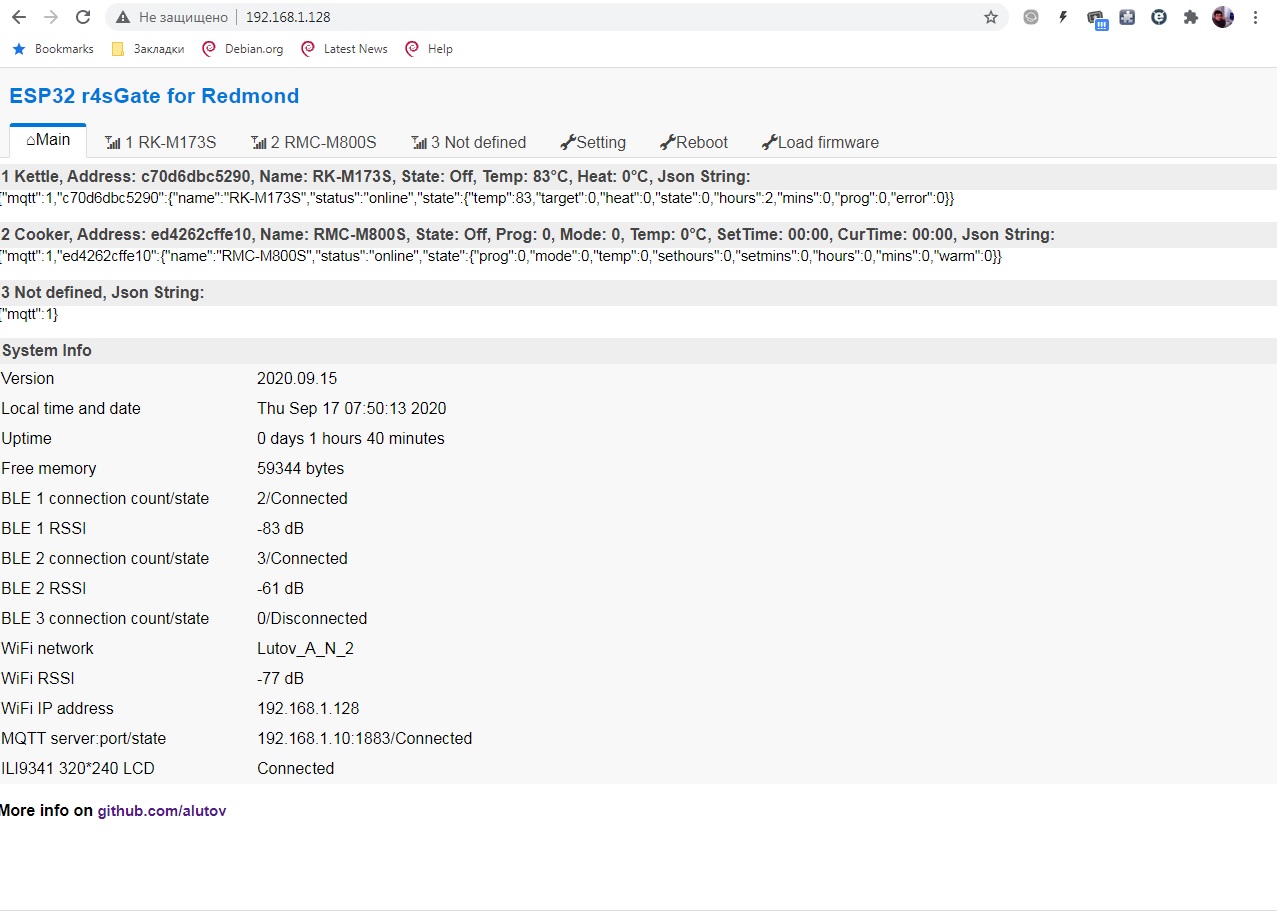 Не защищено 192.168.1.128
Bookmarks Закладки Debian.org Latest News Help
ESP32 r4sGate for Redmond
Main 1 RK-M173S 2 RMC-M800S 3 Not defined Setting Reboot Load firmware
1 Kettle, Address: c70d6dbc5290, Name: RK-M173S, State: Off, Temp: 83°C, Heat: 0°C, Json String:
{"mqtt":1,"c70d6dbc5290":{"name":"RK-M173S","status":"online","state":{"temp":83,"target":0,"heat":0,"state":0,"hours":2,"mins":0,"prog":0,"error":0}}
2 Cooker, Address: ed4262cffe10, Name: RMC-M800S, State: Off, Prog: 0, Mode: 0, Temp: 0°C, SetTime: 00:00, CurTime: 00:00, Json String:
{"mqtt":1,"ed4262cffe10":{"name":"RMC-M800S","status":"online","state":{"prog":0,"mode":0,"temp":0,"sethours":0,"setmins":0,"hours":0,"mins":0,"warm":0}}
3 Not defined, Json String:
{"mqtt":1}
System Info
Version 2020.09.15
Local time and date Thu Sep 17 07:50:13 2020
Uptime 0 days 1 hours 40 minutes
Free memory 59344 bytes
BLE 1 connection count/state 2/Connected
BLE 1 RSSI -83 dB
BLE 2 connection count/state 3/Connected
BLE 2 RSSI -61 dB
BLE 3 connection count/state 0/Disconnected
WiFi network Lutov_A_N_2
WiFi RSSI -77 dB
WiFi IP address 192.168.1.128
MQTT server:port/state 192.168.1.10:1883/Connected
ILI9341 320*240 LCD Connected
More info on github.com/alutov